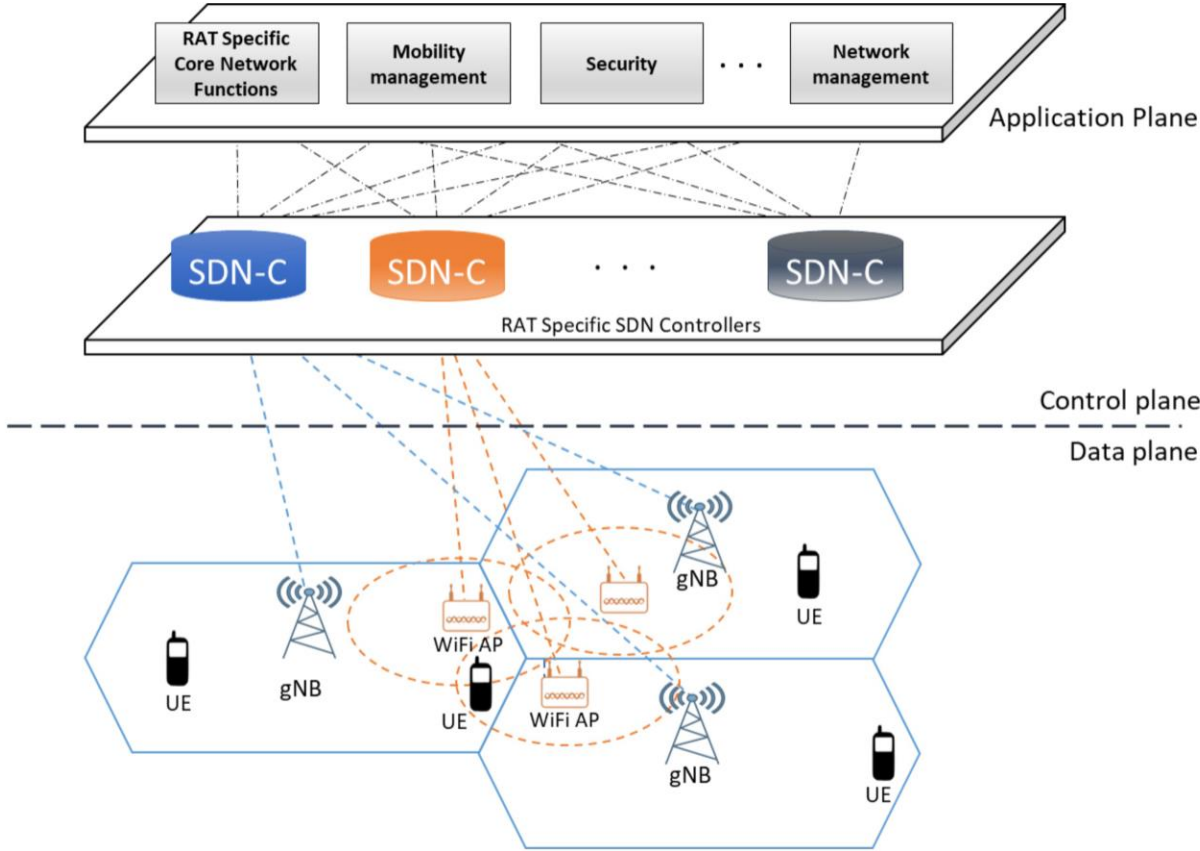 RAT Specific
Core Network
Functions
Mobility
management
Security
. . .
Network
management
Application Plane
SDN-C
SDN-C
. . .
SDN-C
RAT Specific SDN Controllers
Control plane
Data plane
gNB
UE
WiFi AP
UE
gNB
UE
WiFi AP
gNB
UE